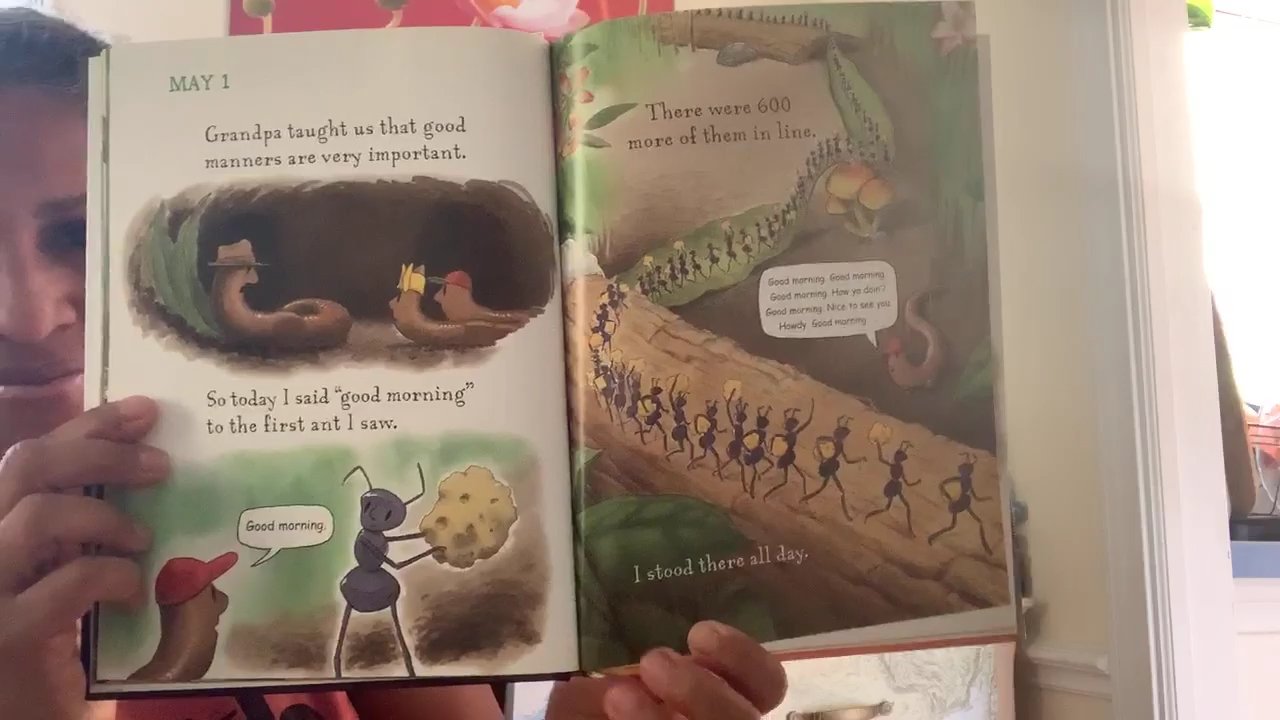 MAY 1
Grandpa taught us that good
manners are very important.
So today I said “good morning”
to the first ant I saw.
Good morning.
There were 600
more of them in line.
Good morning. Good morning.
Good morning. How ya doin'?
Good morning. Nice to see you.
Howdy. Good morning.
I stood there all day.